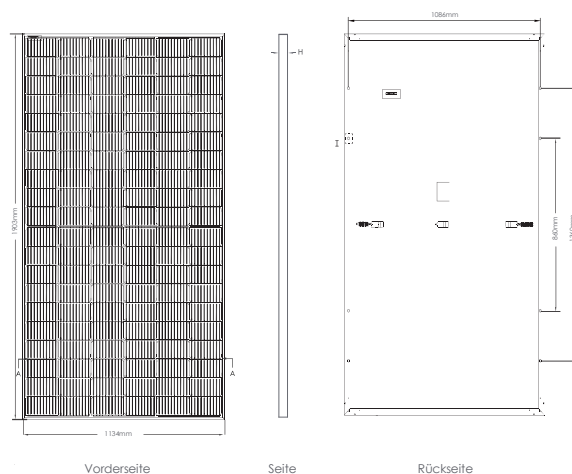 1086mm
H
1903mm
I
860mm
A
A
1134mm
Vorderseite
Seite
Rückseite